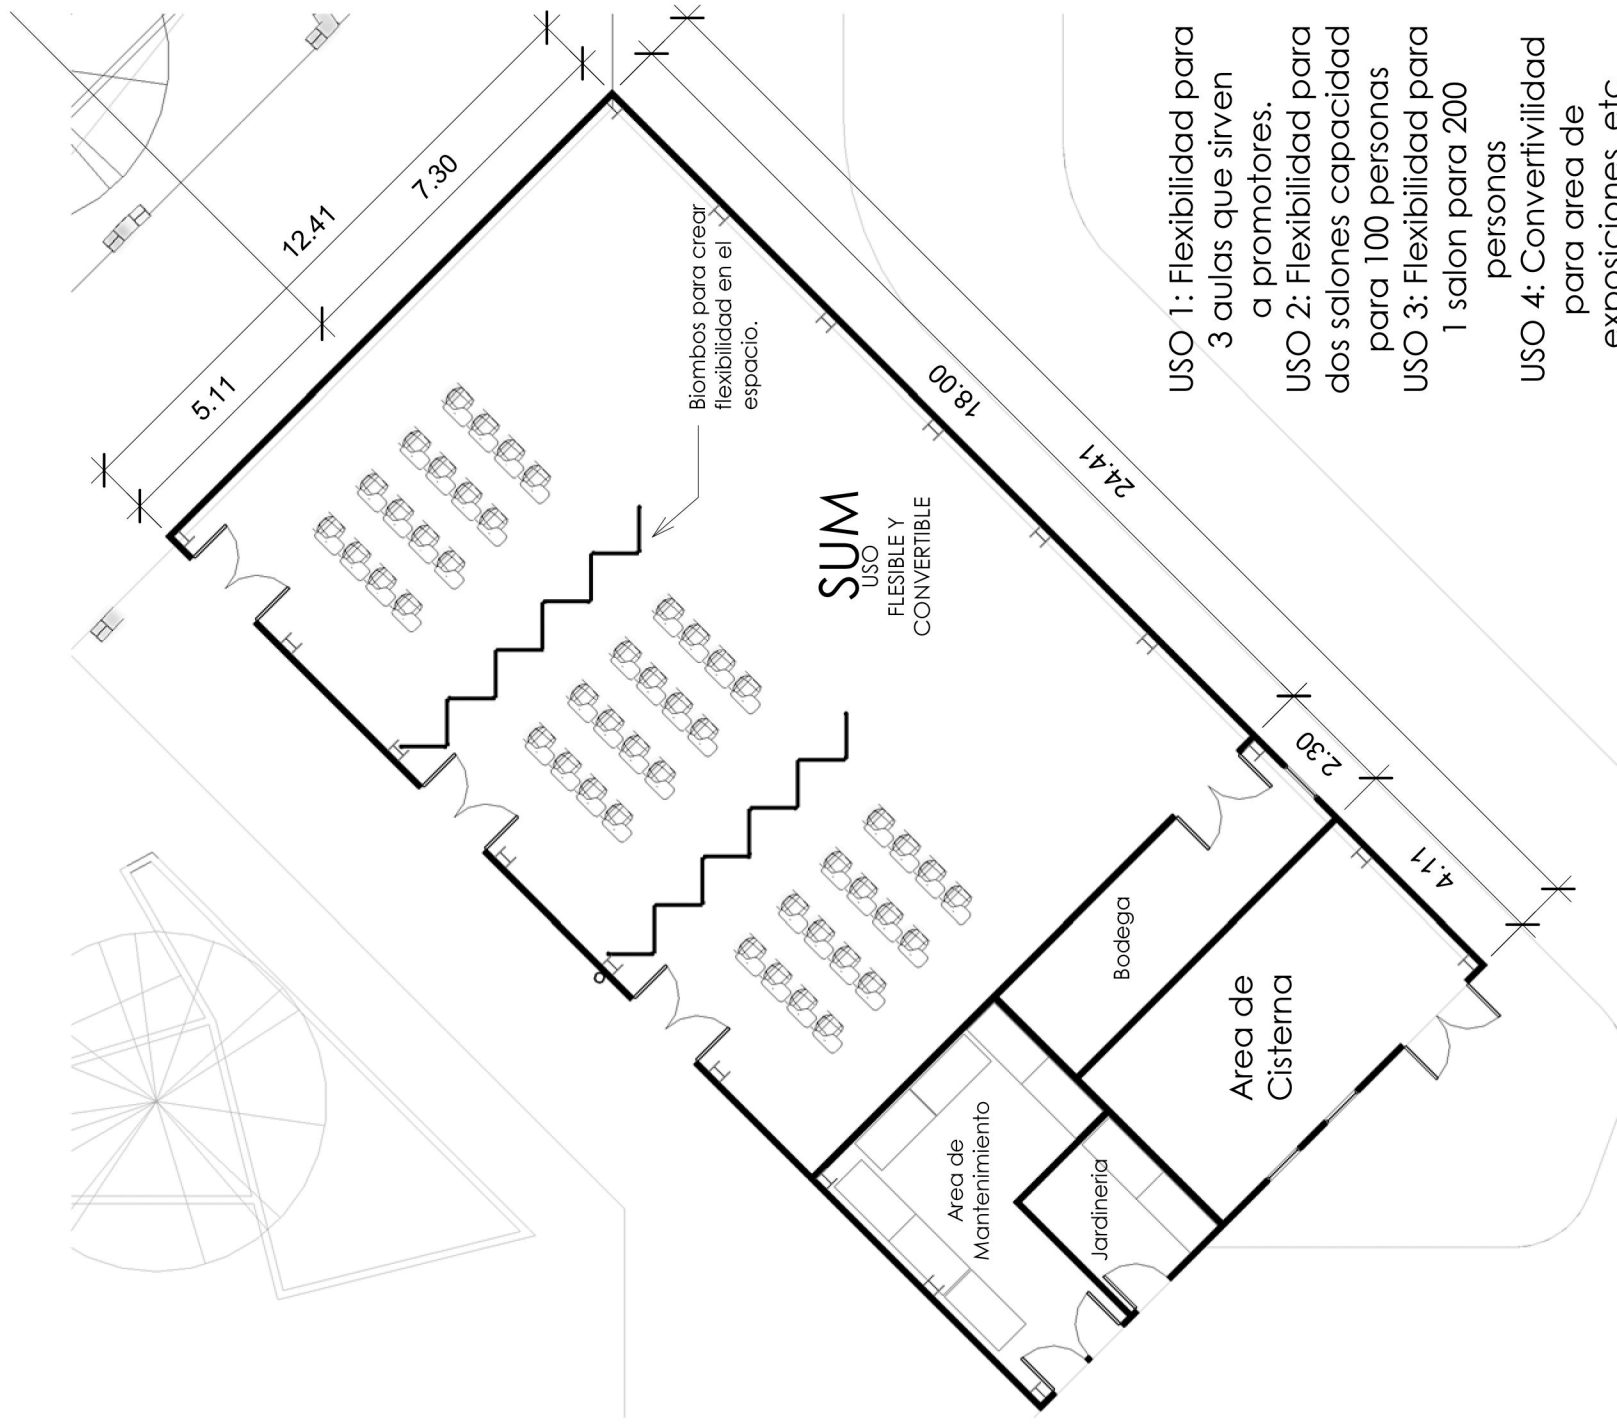 5.11
12.41
7.30
Biombos para crear
flexibilidad en el
espacio.
SUM
USO
FLESIBLE Y
CONVERTIBLE
18.00
24.41
2.30
4.11
Bodega
Area de
Cisterna
Area de
Mantenimiento
Jardineria
USO 1: Flexibilidad para
3 aulas que sirven
a promotores.
USO 2: Flexibilidad para
dos salones capacidad
para 100 personas
USO 3: Flexibilidad para
1 salon para 200
personas
USO 4: Convertivilidad
para area de
exposiciones, etc